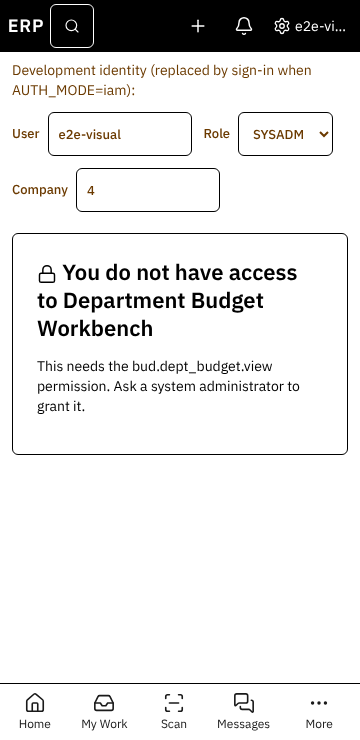 ERP
e2e-vi...
Development identity (replaced by sign-in when
AUTH_MODE=iam):
User e2e-visual Role SYSADM
Company 4
You do not have access
to Department Budget
Workbench
This needs the bud.dept_budget.view
permission. Ask a system administrator to
grant it.
Home My Work Scan Messages More